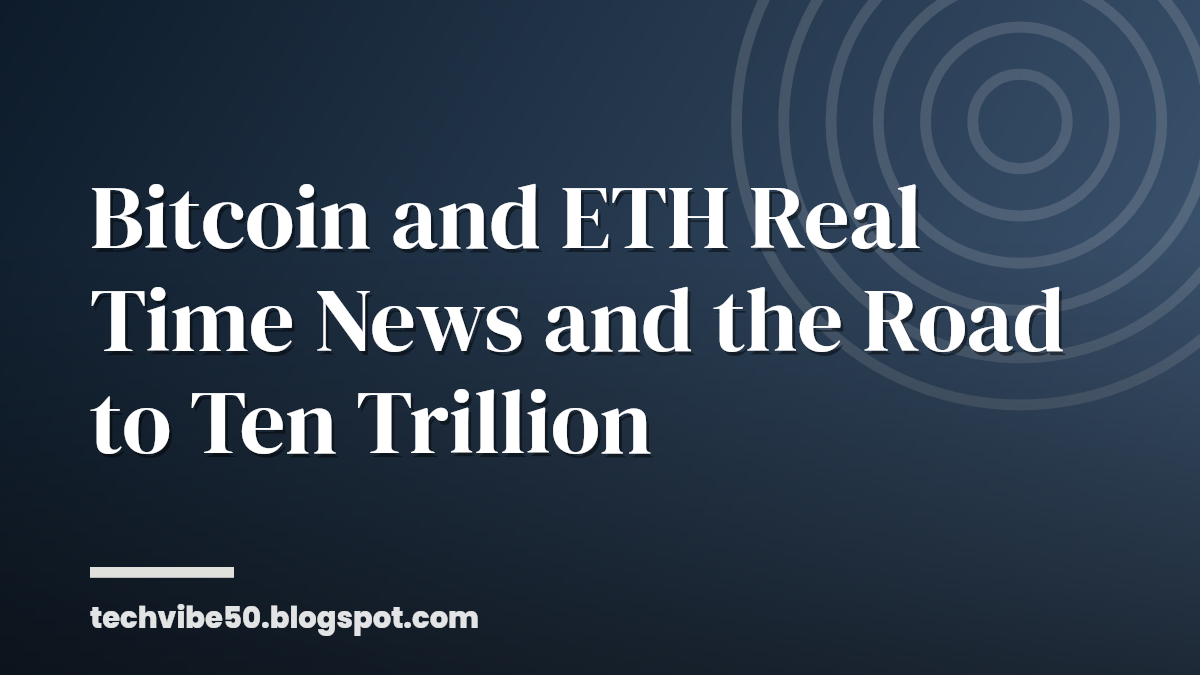 Bitcoin and ETH Real
Time News and the Road
to Ten Trillion
techvibe50.blogspot.com